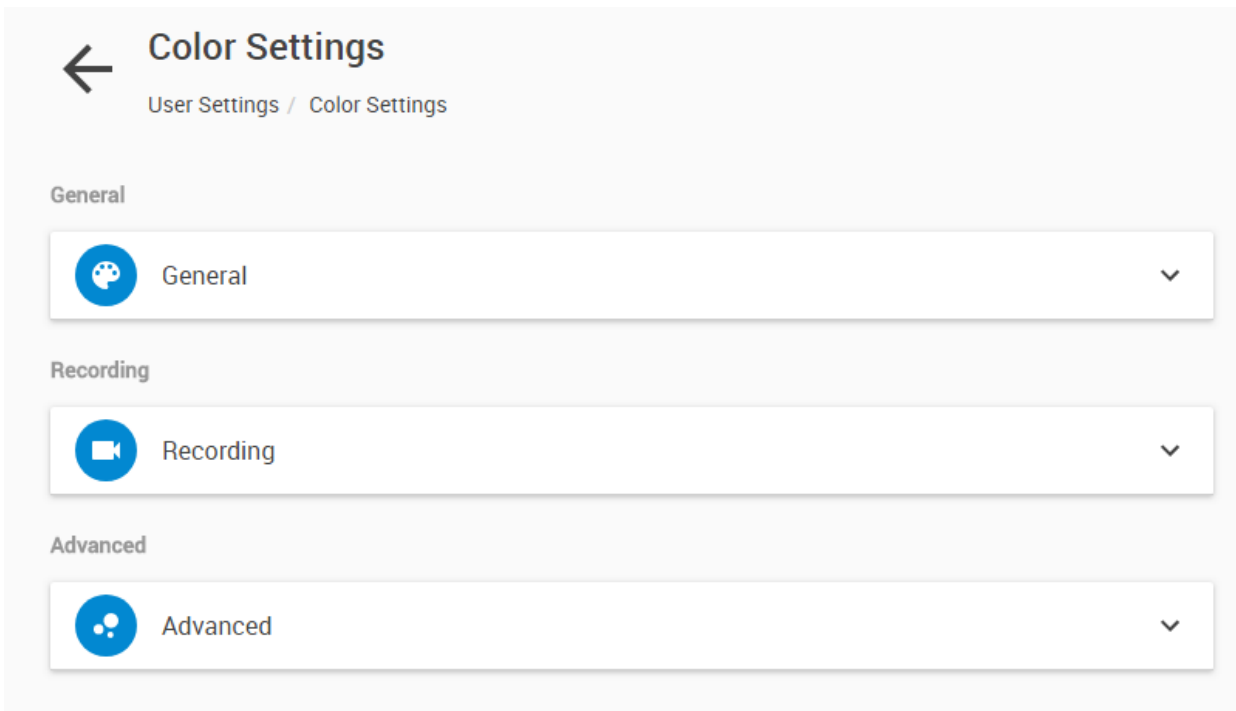 Color Settings
User Settings / Color Settings
General
General
Recording
Recording
Advanced
Advanced